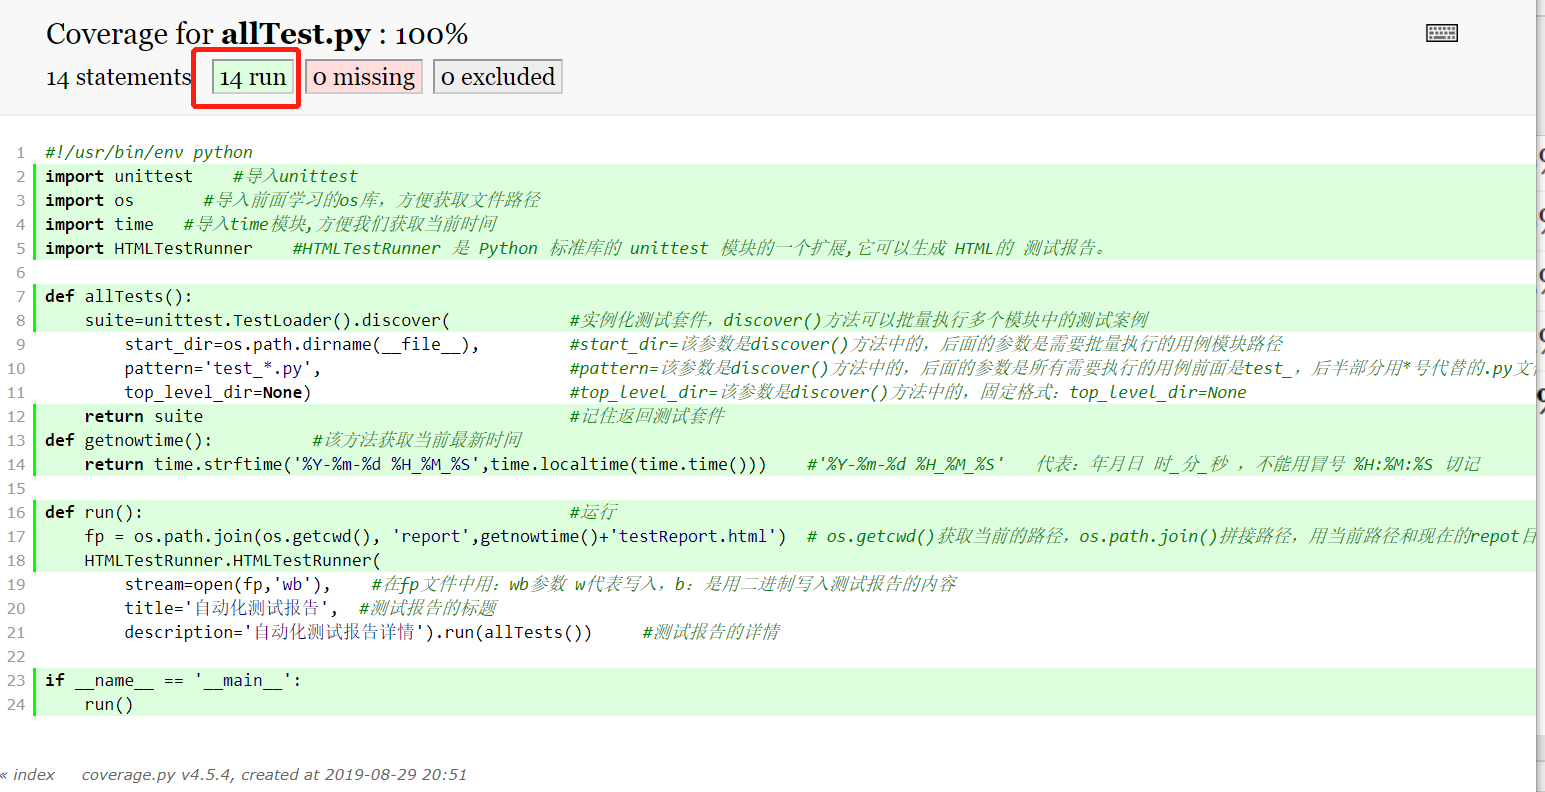 Coverage for allTest.py : 100%
14 statements 14 run 0 missing 0 excluded
1 #!/usr/bin/env python
2 import unittest #导入unittest
3 import os #导入前面学习的os库，方便获取文件路径
4 import time #导入time模块,方便我们获取当前时间
5 import HTMLTestRunner #HTMLTestRunner 是 Python 标准库的 unittest 模块的一个扩展,它可以生成 HTML的 测试报告。
6
7 def allTests():
8 suite=unittest.TestLoader().discover( #实例化测试套件，discover()方法可以批量执行多个模块中的测试案例
9 start_dir=os.path.dirname(__file__), #start_dir=该参数是discover()方法中的，后面的参数是需要批量执行的用例模块路径
10 pattern='test_*.py', #pattern=该参数是discover()方法中的，后面的参数是所有需要执行的用例前面是test_，后半部分用*号代替的.py文
11 top_level_dir=None) #top_level_dir=该参数是discover()方法中的，固定格式：top_level_dir=None
12 return suite #记住返回测试套件
13 def getnowtime(): #该方法获取当前最新时间
14 return time.strftime('%Y-%m-%d %H_%M_%S',time.localtime(time.time())) #'%Y-%m-%d %H_%M_%S' 代表：年月日 时_分_秒 ，不能用冒号 %H:%M:%S 切记
15
16 def run(): #运行
17 fp = os.path.join(os.getcwd(), 'report',getnowtime()+'testReport.html') # os.getcwd()获取当前的路径，os.path.join()拼接路径，用当前路径和现在的repot日
18 HTMLTestRunner.HTMLTestRunner(
19 stream=open(fp,'wb'), #在fp文件中用：wb参数 w代表写入，b：是用二进制写入测试报告的内容
20 title='自动化测试报告', #测试报告的标题
21 description='自动化测试报告详情').run(allTests()) #测试报告的详情
22
23 if __name__ == '__main__':
24 run()
« index coverage.py v4.5.4, created at 2019-08-29 20:51